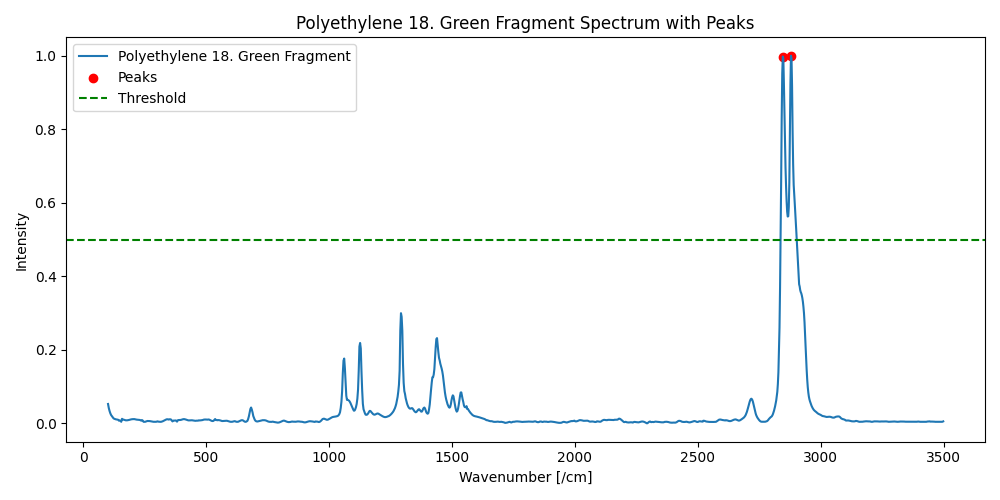 Polyethylene 18. Green Fragment Spectrum with Peaks
Polyethylene 18. Green Fragment
Peaks
Threshold
Intensity
1.0
0.8
0.6
0.4
0.2
0.0
0 500 1000 1500 2000 2500 3000 3500
Wavenumber [/cm]